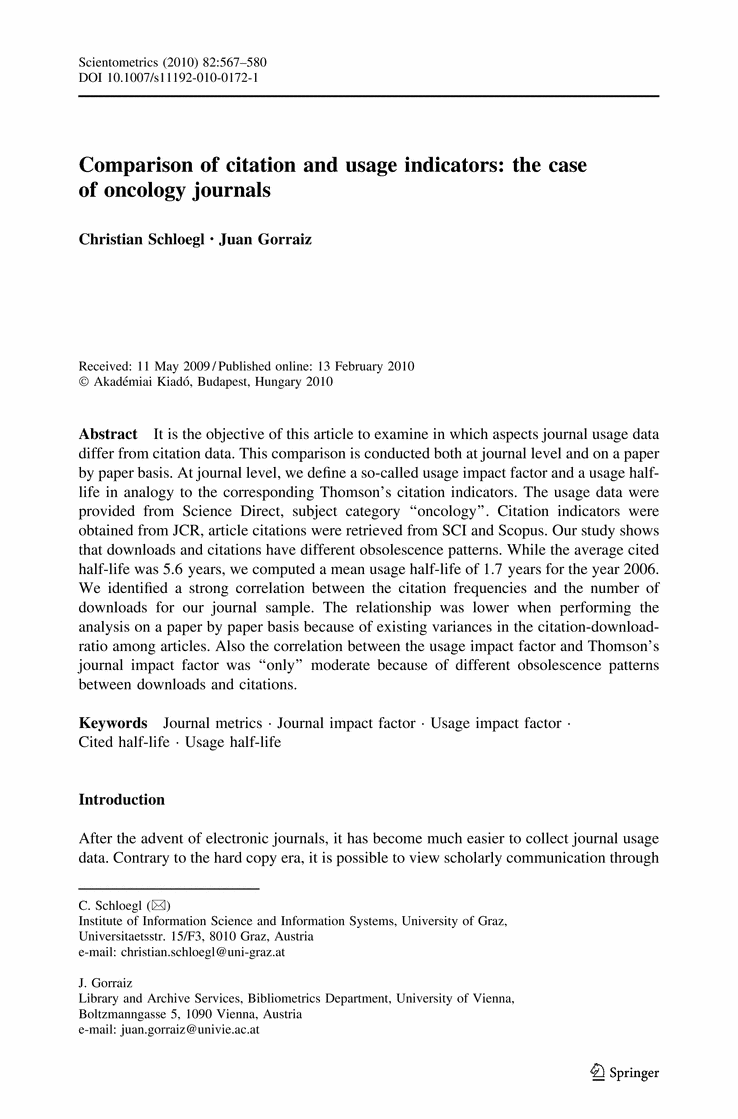 Scientometrics (2010) 82:567–580
DOI 10.1007/s11192-010-0172-1
Comparison of citation and usage indicators: the case
of oncology journals
Christian Schloegl · Juan Gorraiz
Received: 11 May 2009 / Published online: 13 February 2010
© Akadémiai Kiadó, Budapest, Hungary 2010
Abstract It is the objective of this article to examine in which aspects journal usage data
differ from citation data. This comparison is conducted both at journal level and on a paper
by paper basis. At journal level, we define a so-called usage impact factor and a usage half-
life in analogy to the corresponding Thomson’s citation indicators. The usage data were
provided from Science Direct, subject category “oncology”. Citation indicators were
obtained from JCR, article citations were retrieved from SCI and Scopus. Our study shows
that downloads and citations have different obsolescence patterns. While the average cited
half-life was 5.6 years, we computed a mean usage half-life of 1.7 years for the year 2006.
We identified a strong correlation between the citation frequencies and the number of
downloads for our journal sample. The relationship was lower when performing the
analysis on a paper by paper basis because of existing variances in the citation-download-
ratio among articles. Also the correlation between the usage impact factor and Thomson’s
journal impact factor was “only” moderate because of different obsolescence patterns
between downloads and citations.
Keywords Journal metrics · Journal impact factor · Usage impact factor ·
Cited half-life · Usage half-life
Introduction
After the advent of electronic journals, it has become much easier to collect journal usage
data. Contrary to the hard copy era, it is possible to view scholarly communication through
C. Schloegl (✉)
Institute of Information Science and Information Systems, University of Graz,
Universitaetsstr. 15/F3, 8010 Graz, Austria
e-mail: christian.schloegl@uni-graz.at
J. Gorraiz
Library and Archive Services, Bibliometrics Department, University of Vienna,
Boltzmanngasse 5, 1090 Vienna, Austria
e-mail: juan.gorraiz@univie.ac.at
Springer